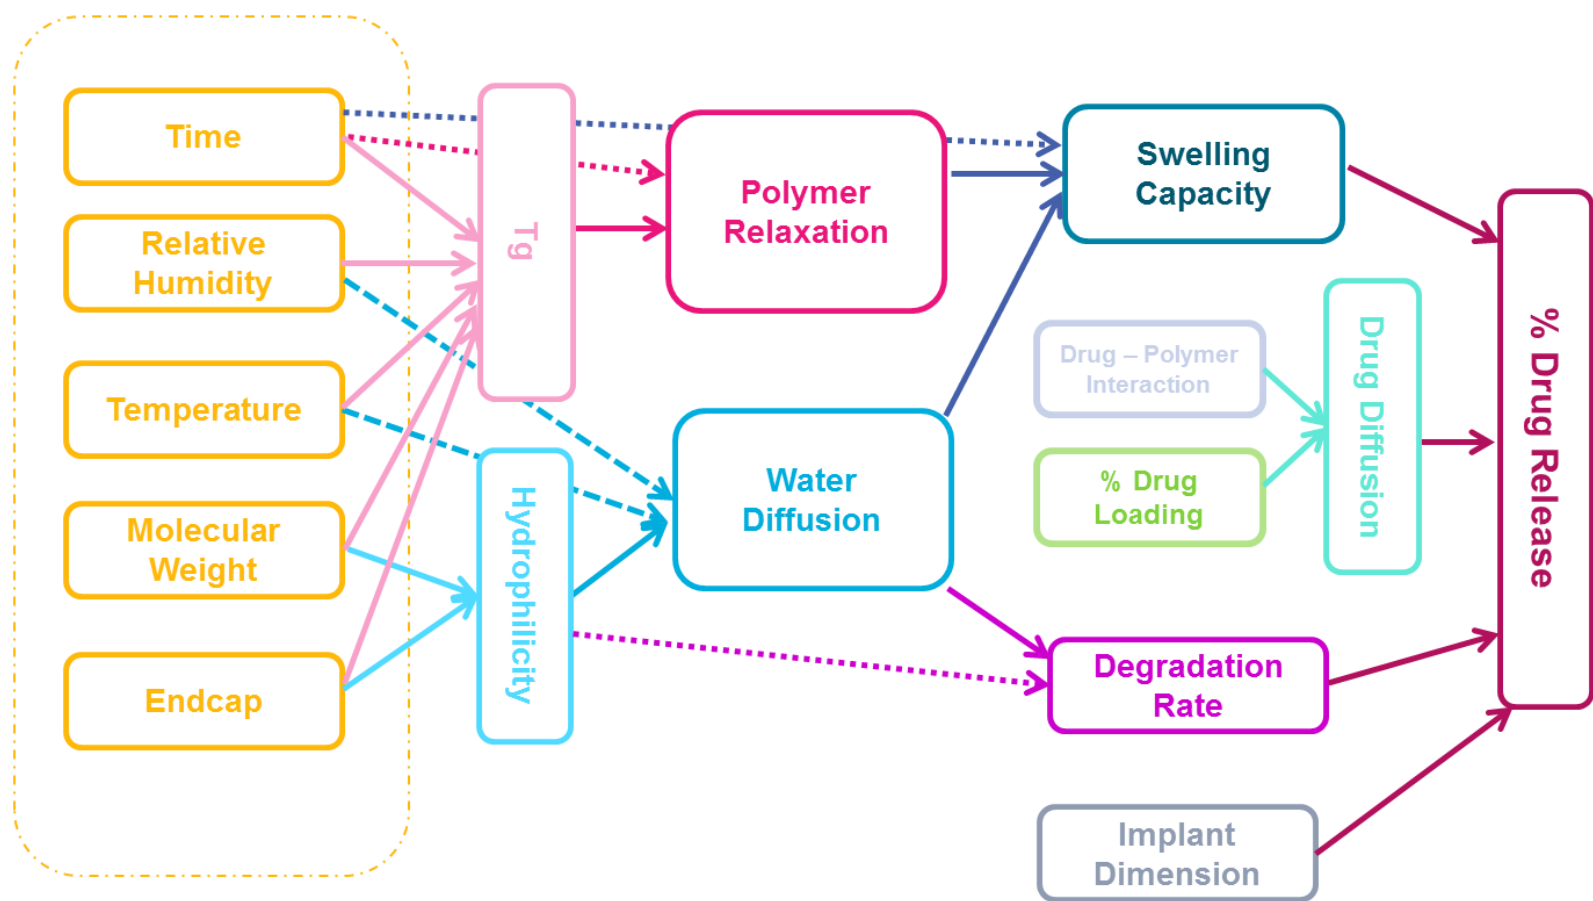 Time
Relative
Humidity
Temperature
Molecular
Weight
Endcap
Tg
Hydrophilicity
Polymer
Relaxation
Water
Diffusion
Swelling
Capacity
Drug – Polymer
Interaction
% Drug
Loading
Drug Diffusion
Degradation
Rate
Implant
Dimension
% Drug Release